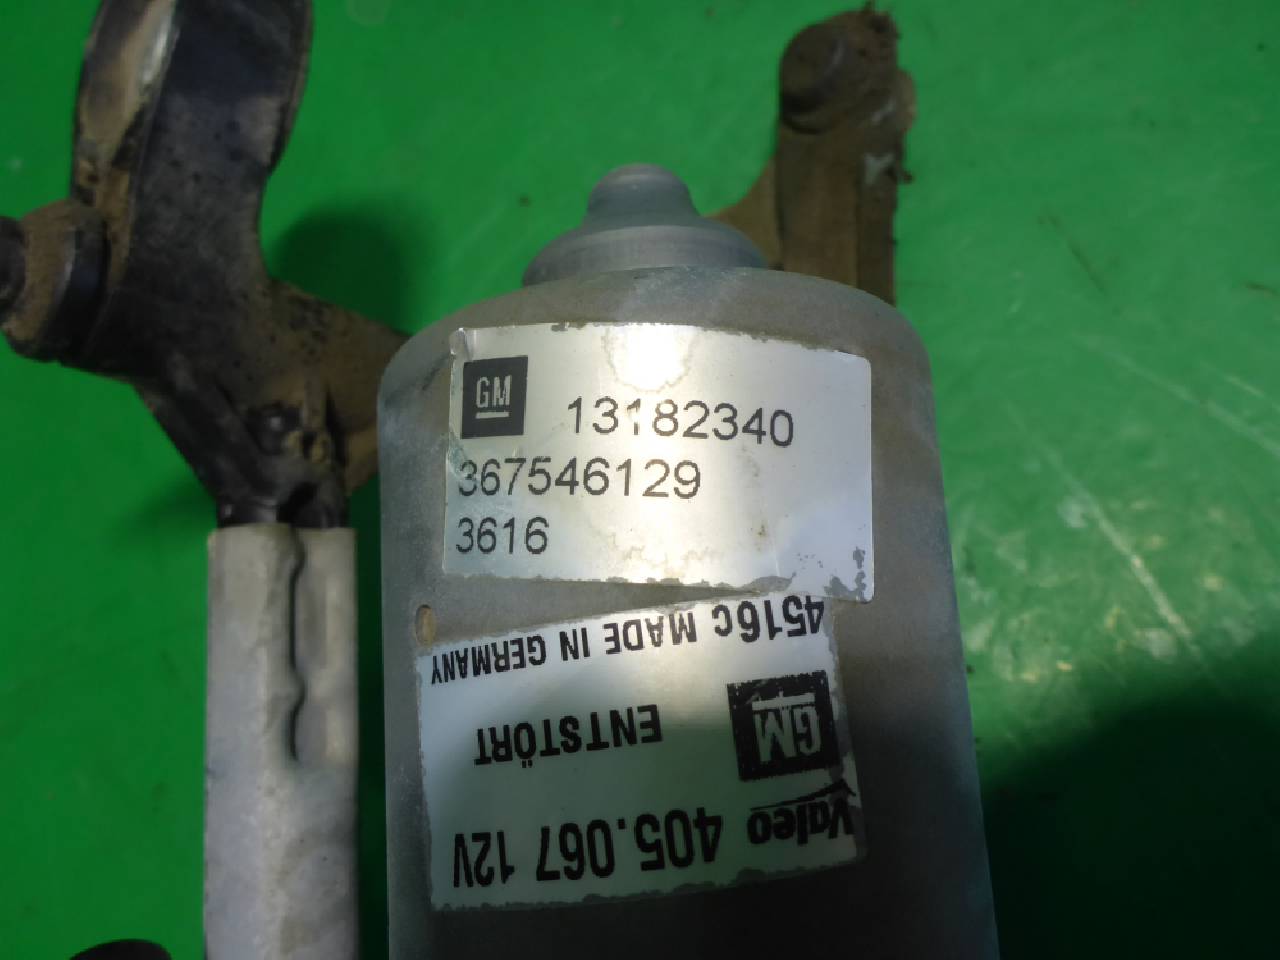 GM 13182340
367546129
3616
Valeo 405.067 12V
GM ENTSTÖRT
4516c MADE IN GERMANY